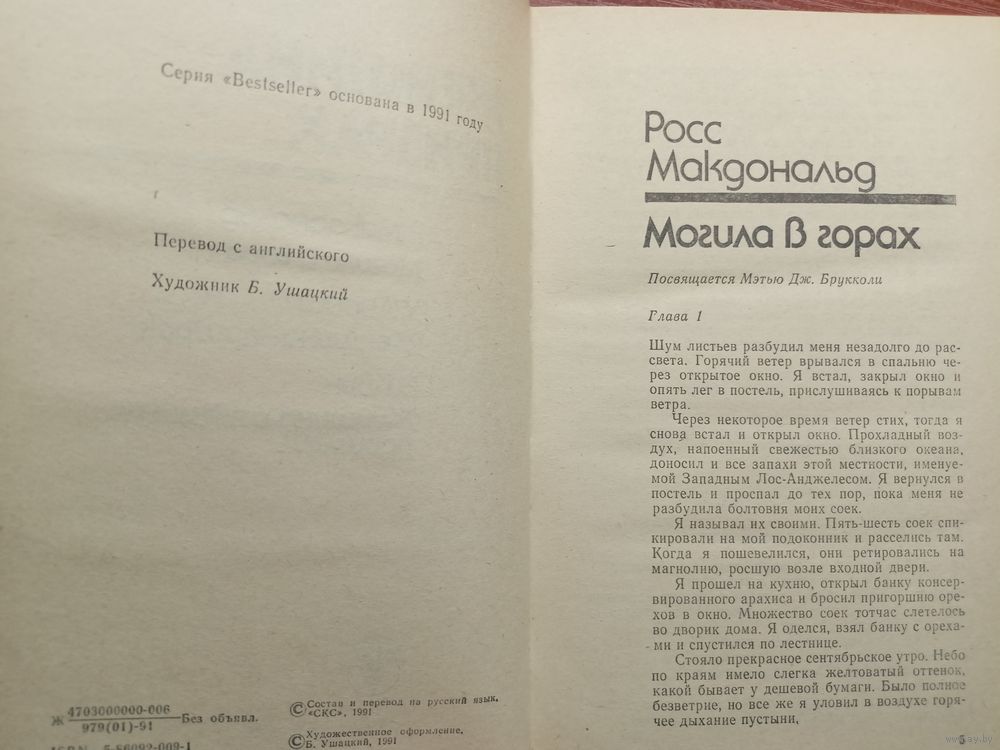 Серия «Bestseller» основана в 1991 году
Перевод с английского
Художник Б. Ушацкий
Ж 4703000000-006
979(01)-91
Без объявл.
© Состав и перевод на русский язык,
«СКС», 1991
© Художественное оформление,
Б. Ушацкий, 1991
Росс
Макдональд
Могила в горах
Посвящается Мэтью Дж. Брукколи
Глава 1
Шум листьев разбудил меня незадолго до рас-
света. Горячий ветер врывался в спальню че-
рез открытое окно. Я встал, закрыл окно и
опять лег в постель, прислушиваясь к порывам
ветра.
Через некоторое время ветер стих, тогда я
снова встал и открыл окно. Прохладный воз-
дух, напоенный свежестью близкого океана,
доносил и все запахи этой местности, именуе-
мой Западным Лос-Анджелесом. Я вернулся в
постель и проспал до тех пор, пока меня не
разбудила болтовня моих соек.
Я называл их своими. Пять-шесть соек спи-
кировали на мой подоконник и расселись там.
Когда я пошевелился, они ретировались на
магнолию, росшую возле входной двери.
Я прошел на кухню, открыл банку консер-
вированного арахиса и бросил пригоршню оре-
хов в окно. Множество соек тотчас слетелось
во дворик дома. Я оделся, взял банку с ореха-
ми и спустился по лестнице.
Стояло прекрасное сентябрьское утро. Небо
по краям имело слегка желтоватый оттенок,
какой бывает у дешевой бумаги. Было полное
безветрие, но все же я уловил в воздухе горя-
чее дыхание пустыни,
5